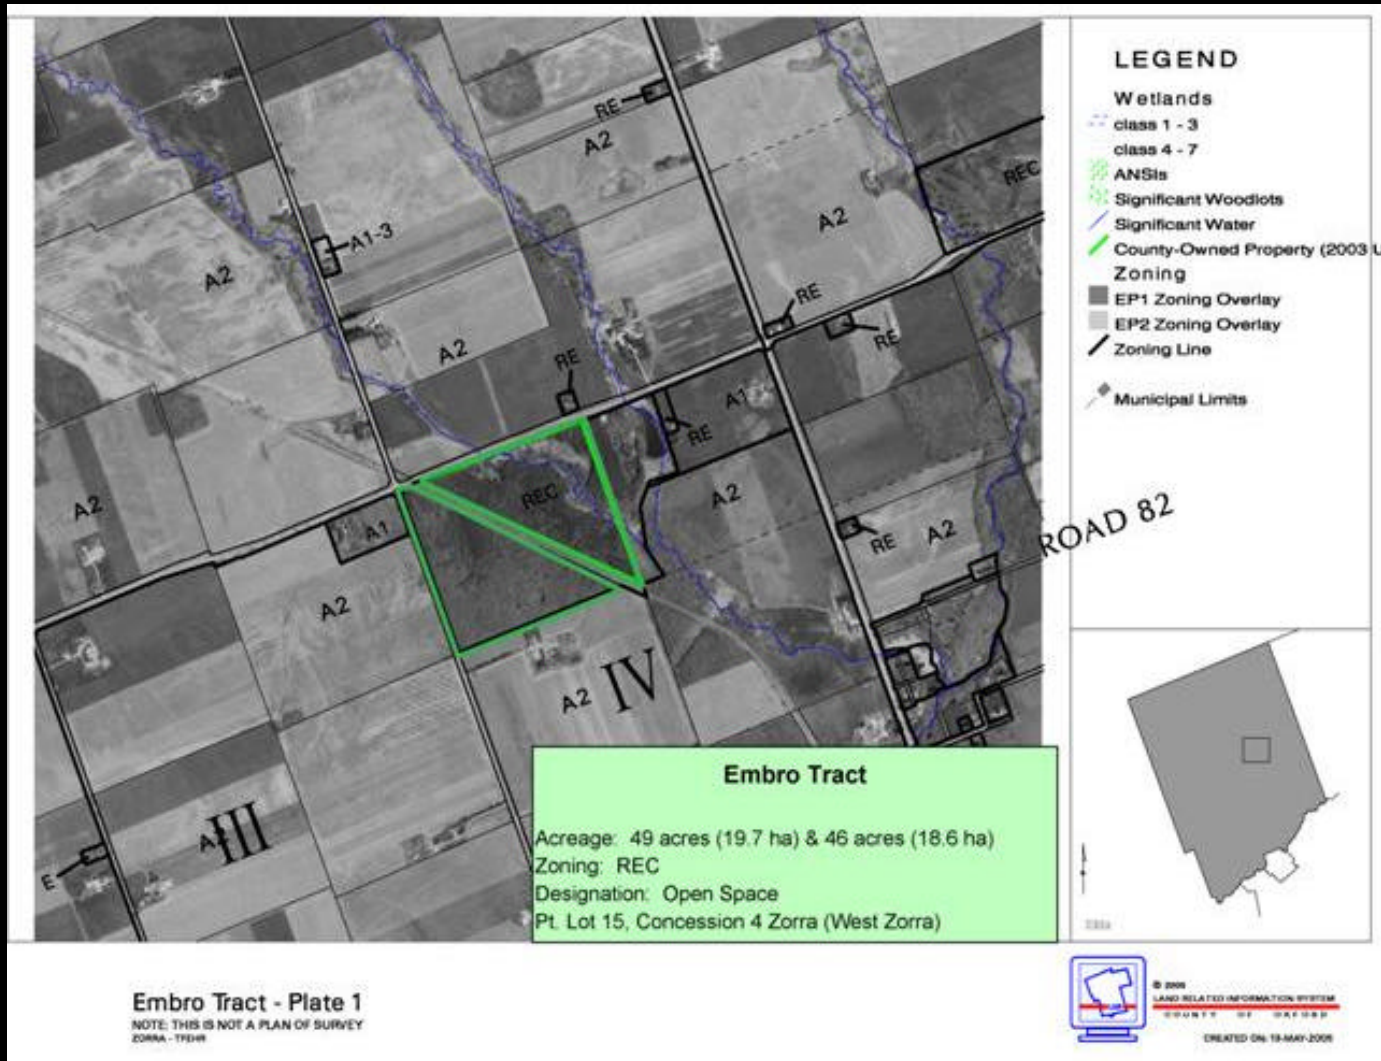 LEGEND
Wetlands
class 1 - 3
class 4 - 7
ANSIs
Significant Woodlots
Significant Water
County-Owned Property (2003 U
Zoning
EP1 Zoning Overlay
EP2 Zoning Overlay
Zoning Line
Municipal Limits
RE
A2
REC
A2
A1-3
A2
RE
A2
RE
RE
A1
RE
REC
A2
A2
A1
RE
A2
ROAD 82
A2
A2
IV
III
E
Embro Tract
Acreage: 49 acres (19.7 ha) & 46 acres (18.6 ha)
Zoning: REC
Designation: Open Space
Pt. Lot 15, Concession 4 Zorra (West Zorra)
Embro Tract - Plate 1
NOTE: THIS IS NOT A PLAN OF SURVEY
LAND RELATED INFORMATION SYSTEM
COUNTY OF OXFORD